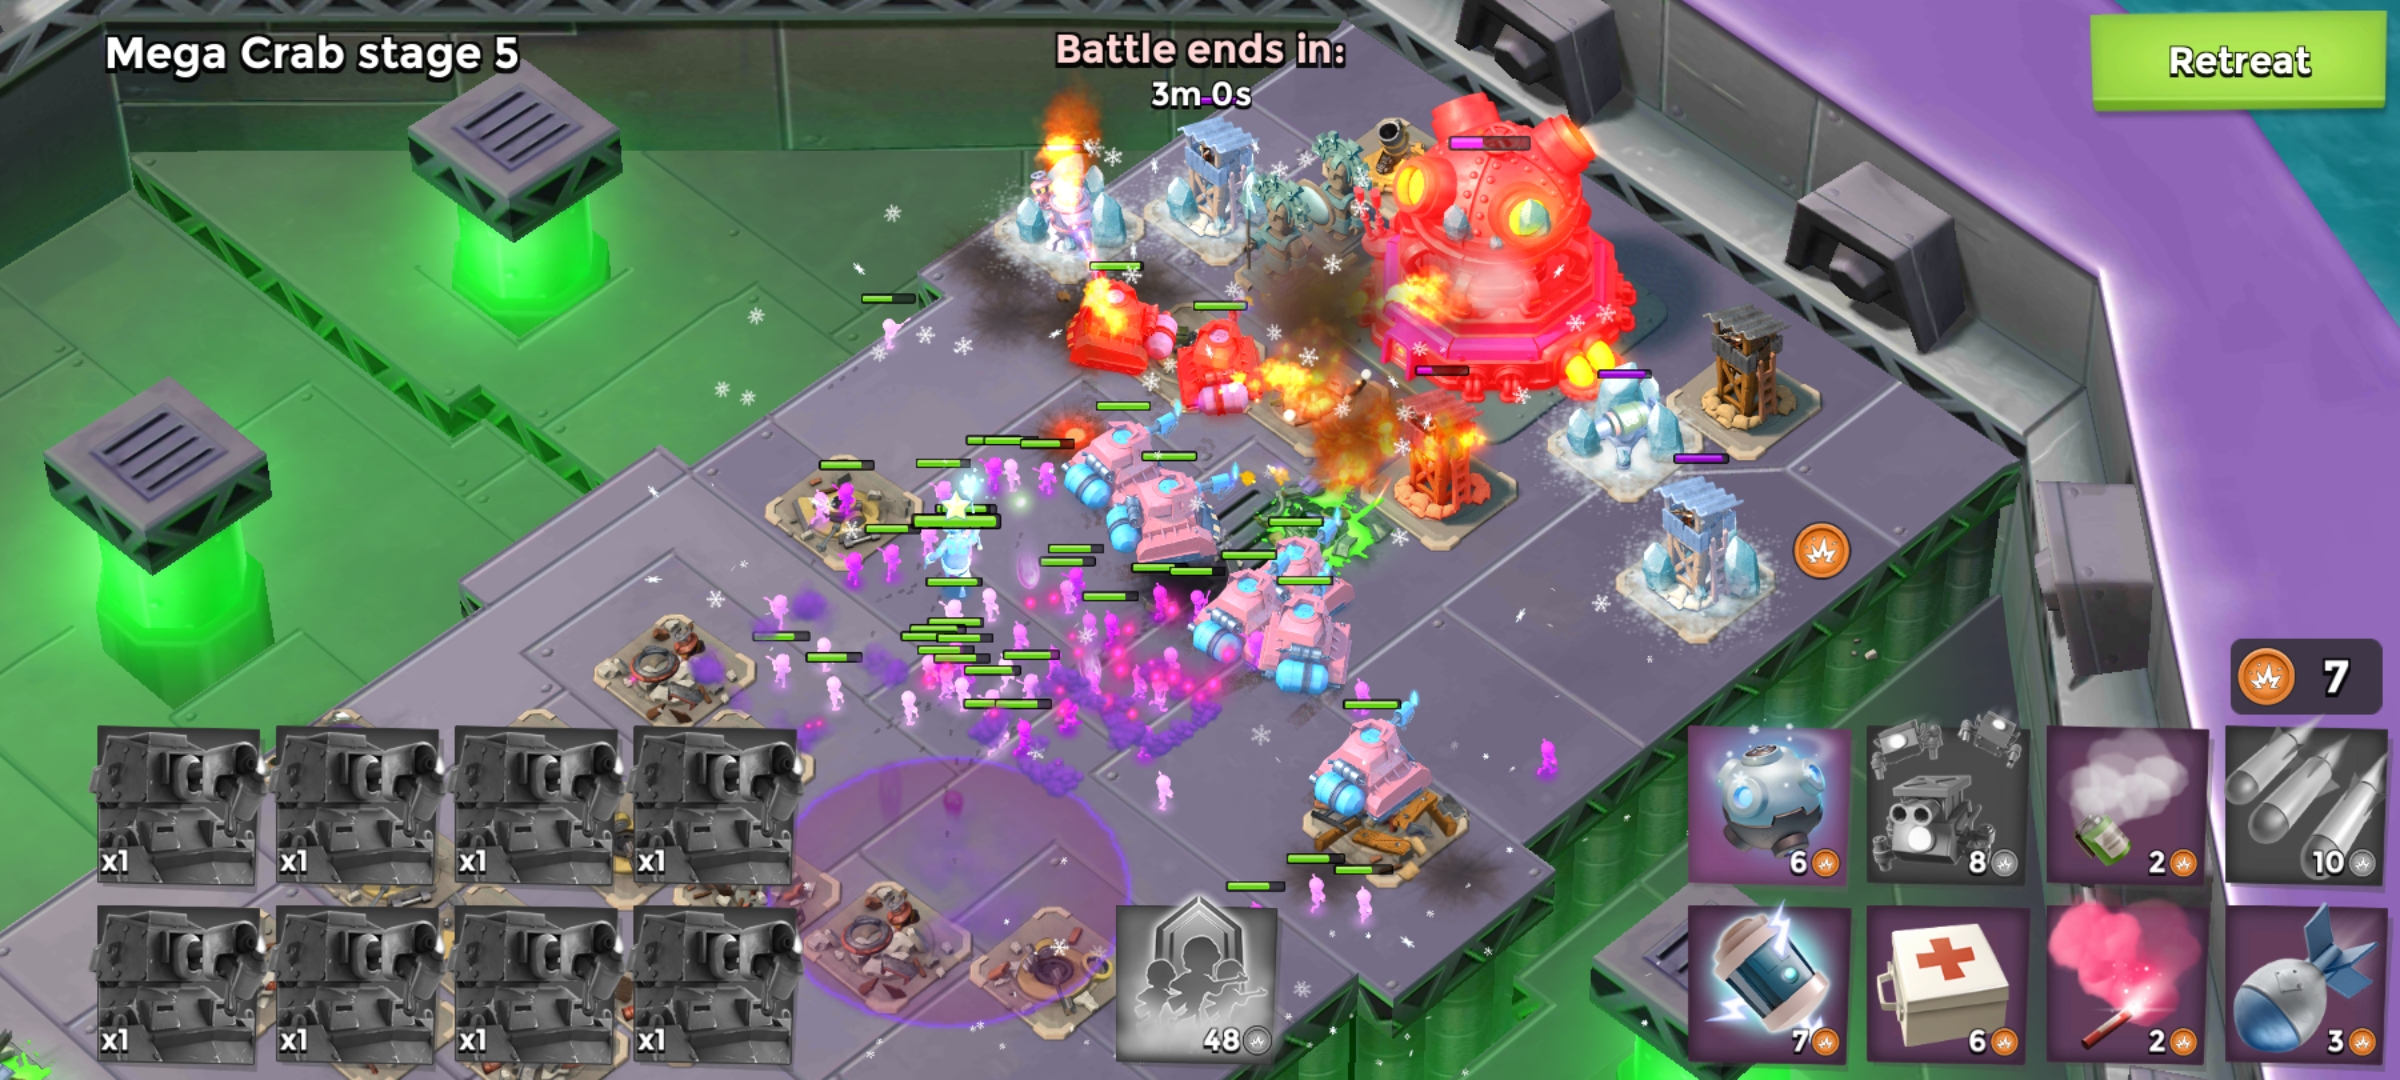 Mega Crab stage 5
Battle ends in:
3m 0s
Retreat
7
x1
x1
x1
x1
6
8
2
10
x1
x1
x1
x1
48
7
6
2
3